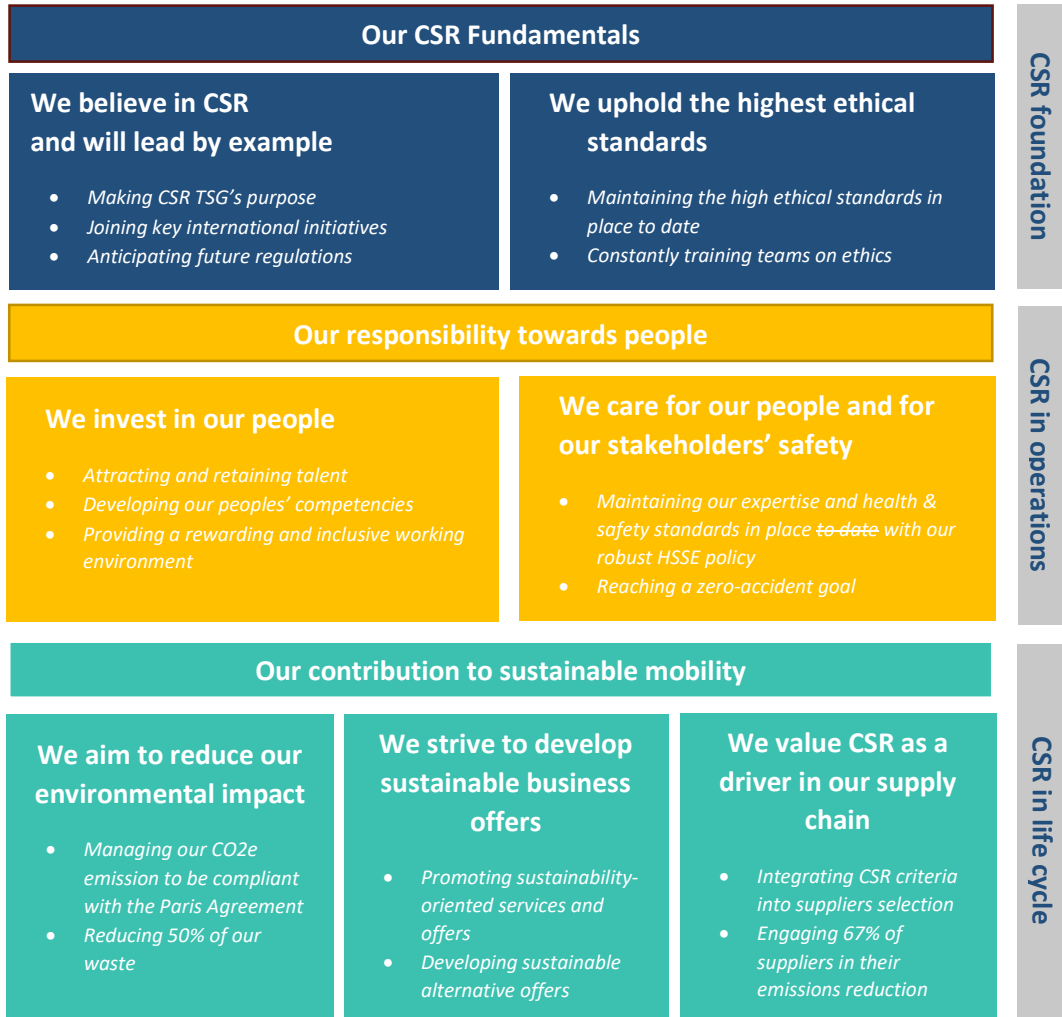 Our CSR Fundamentals
We believe in CSR
and will lead by example
• Making CSR TSG’s purpose
• Joining key international initiatives
• Anticipating future regulations
We uphold the highest ethical
standards
• Maintaining the high ethical standards in
place to date
• Constantly training teams on ethics
CSR foundation
Our responsibility towards people
We invest in our people
• Attracting and retaining talent
• Developing our peoples’ competencies
• Providing a rewarding and inclusive working
environment
We care for our people and for
our stakeholders’ safety
• Maintaining our expertise and health &
safety standards in place to date with our
robust HSSE policy
• Reaching a zero-accident goal
CSR in operations
Our contribution to sustainable mobility
We aim to reduce our
environmental impact
• Managing our CO2e
emission to be compliant
with the Paris Agreement
• Reducing 50% of our
waste
We strive to develop
sustainable business
offers
• Promoting sustainability-
oriented services and
offers
• Developing sustainable
alternative offers
We value CSR as a
driver in our supply
chain
• Integrating CSR criteria
into suppliers selection
• Engaging 67% of
suppliers in their
emissions reduction
CSR in life cycle